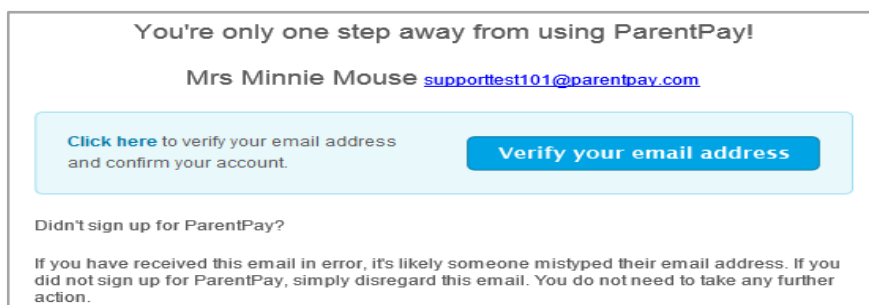 You're only one step away from using ParentPay!
Mrs Minnie Mouse supporttest101@parentpay.com
Click here to verify your email address
and confirm your account.
Verify your email address
Didn't sign up for ParentPay?
If you have received this email in error, it's likely someone mistyped their email address. If you
did not sign up for ParentPay, simply disregard this email. You do not need to take any further
action.